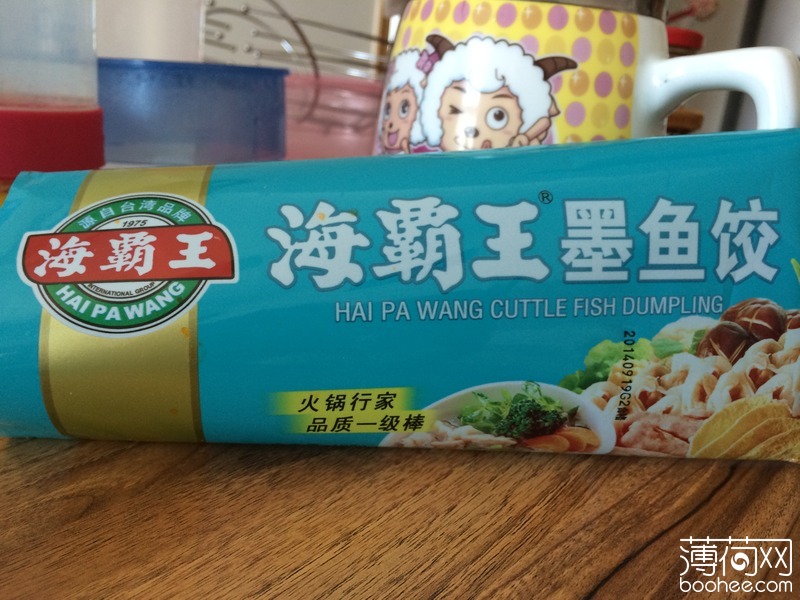 源自台湾品牌
1975
海霸王
INTERNATIONAL GROUP
HAI PA WANG
海霸王®墨鱼饺
HAI PA WANG CUTTLE FISH DUMPLING
火锅行家
品质一级棒
20140919G2
薄荷网
boohee.com